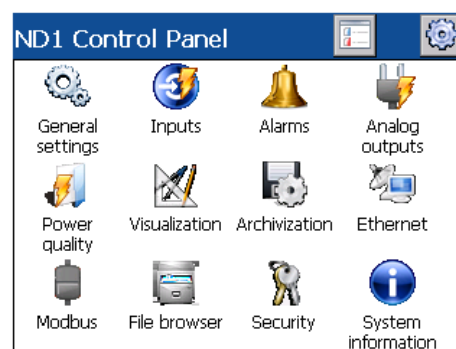 ND1 Control Panel
General
settings
Inputs
Alarms
Analog
outputs
Power
quality
Visualization
Archivization
Ethernet
Modbus
File browser
Security
System
information